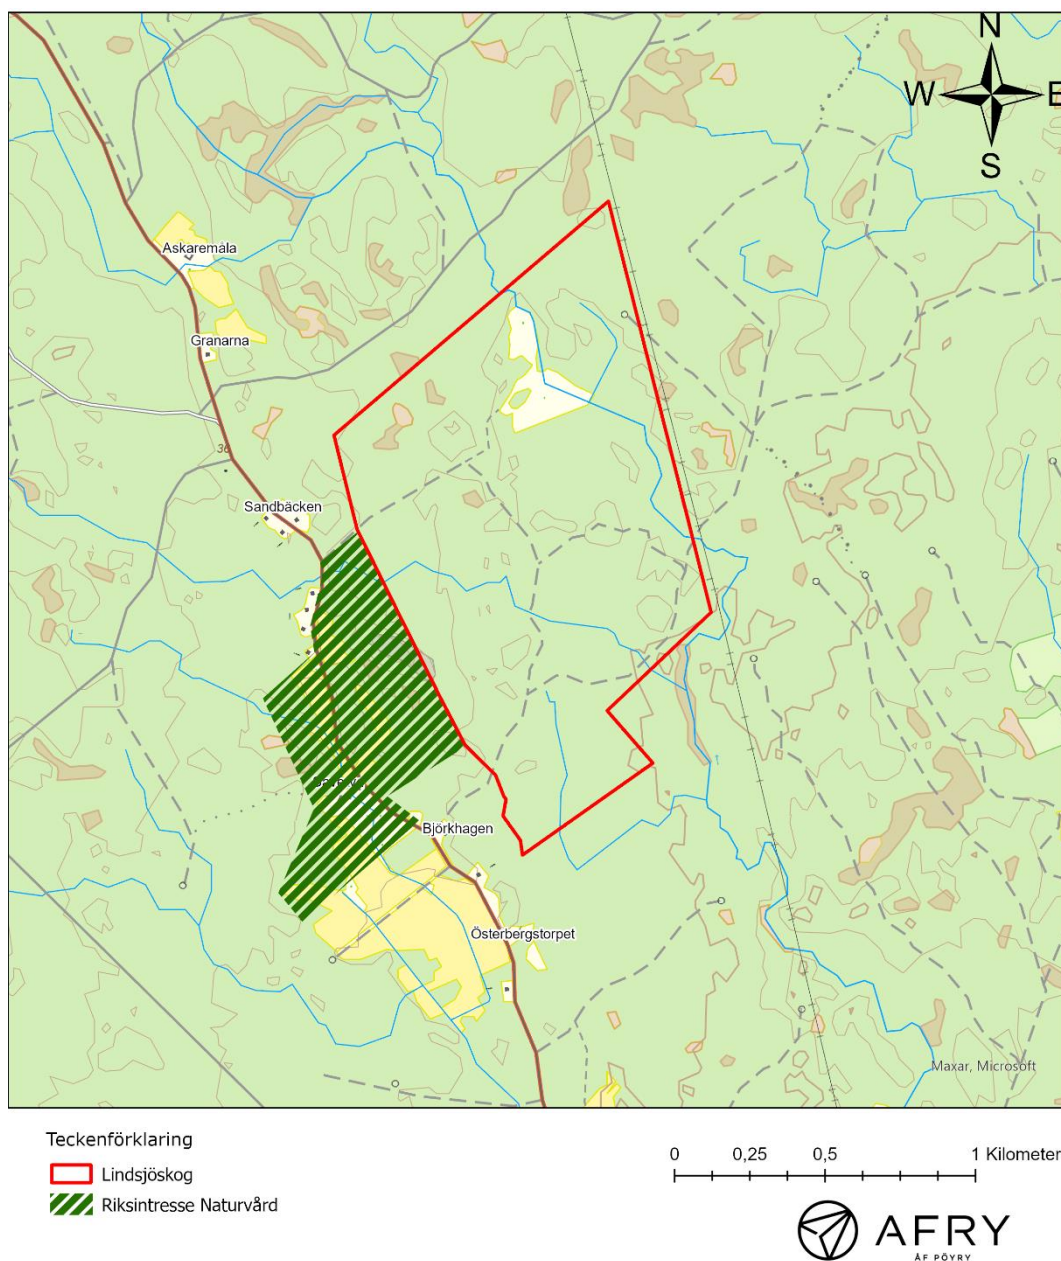 N
W E
S
Askaremåla
Granarna
36
Sandbäcken
Björkhagen
Österbergstorpet
Maxar, Microsoft
Teckenförklaring
Lindsjöskog
Riksintresse Naturvård
0 0,25 0,5 1 Kilometer
AFRY
ÅF PÖYRY